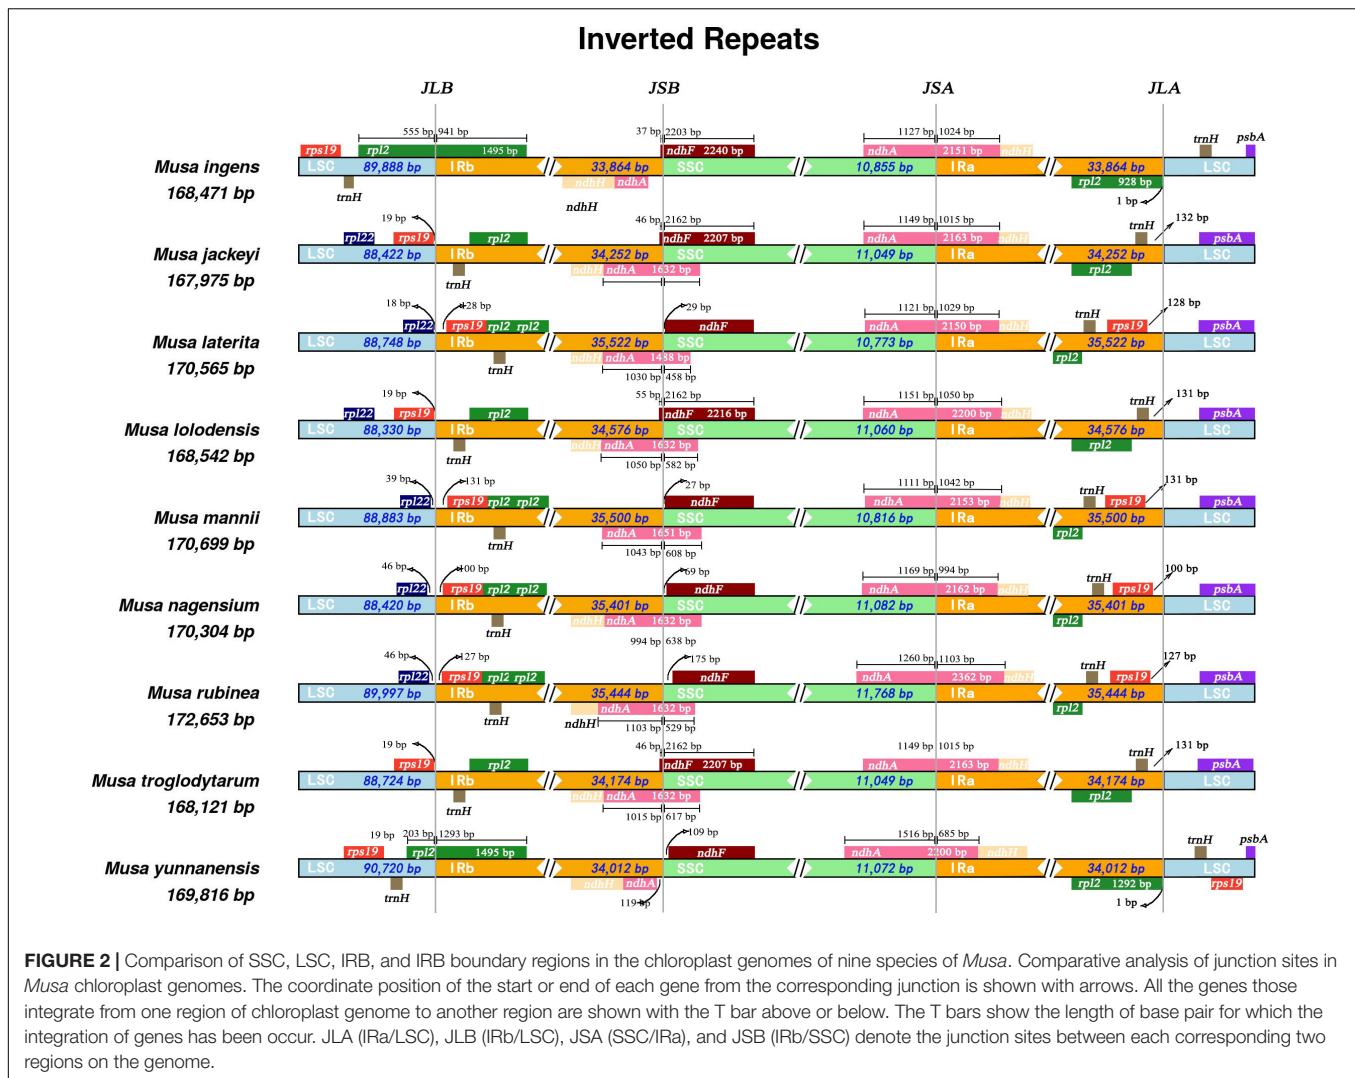 Inverted Repeats
JLB JSB JSA JLA
555 bp 941 bp 37 bp 2203 bp 1127 bp 1024 bp
rps19 rpl2 1495 bp ndhF 2240 bp ndhA 2151 bp ndhH trnH psbA
Musa ingens LSC 89,888 bp IRb 33,864 bp SSC 10,855 bp IRa 33,864 bp LSC
168,471 bp trnH ndhH ndhA rpl2 928 bp
ndhH 1 bp
19 bp 46 bp 2162 bp 1149 bp 1015 bp 132 bp
rpl22 rps19 rpl2 ndhF 2207 bp ndhA 2163 bp ndhH trnH psbA
Musa jackeyi LSC 88,422 bp IRb 34,252 bp SSC 11,049 bp IRa 34,252 bp LSC
167,975 bp trnH ndhH ndhA 1632 bp rpl2
18 bp 28 bp 29 bp 1121 bp 1029 bp 128 bp
rpl22 rps19 rpl2 rpl2 ndhF ndhA 2150 bp ndhH trnH rps19 psbA
Musa laterita LSC 88,748 bp IRb 35,522 bp SSC 10,773 bp IRa 35,522 bp LSC
170,565 bp trnH ndhH ndhA 1488 bp rpl2
1030 bp 458 bp
19 bp 55 bp 2162 bp 1151 bp 1050 bp 131 bp
rpl22 rps19 rpl2 ndhF 2216 bp ndhA 2200 bp ndhH trnH psbA
Musa lolodensis LSC 88,330 bp IRb 34,576 bp SSC 11,060 bp IRa 34,576 bp LSC
168,542 bp trnH ndhH ndhA 1632 bp rpl2
1050 bp 582 bp
39 bp 131 bp 27 bp 1111 bp 1042 bp 131 bp
rpl22 rps19 rpl2 rpl2 ndhF ndhA 2153 bp ndhH trnH rps19 psbA
Musa mannii LSC 88,883 bp IRb 35,500 bp SSC 10,816 bp IRa 35,500 bp LSC
170,699 bp trnH ndhA 1651 bp rpl2
1043 bp 608 bp
46 bp 100 bp 69 bp 1169 bp 994 bp 100 bp
rpl22 rps19 rpl2 rpl2 ndhF ndhA 2162 bp ndhH trnH rps19 psbA
Musa nagensium LSC 88,420 bp IRb 35,401 bp SSC 11,082 bp IRa 35,401 bp LSC
170,304 bp trnH ndhH ndhA 1632 bp rpl2
994 bp 638 bp
46 bp 127 bp 175 bp 1260 bp 1103 bp 127 bp
rpl22 rps19 rpl2 rpl2 ndhF ndhA 2362 bp ndhH trnH rps19 psbA
Musa rubinea LSC 89,997 bp IRb 35,444 bp SSC 11,768 bp IRa 35,444 bp LSC
172,653 bp trnH ndhH ndhA 1632 bp rpl2
1103 bp 529 bp
19 bp 46 bp 2162 bp 1149 bp 1015 bp 131 bp
rps19 rpl2 ndhF 2207 bp ndhA 2163 bp ndhH trnH psbA
Musa troglodytarum LSC 88,724 bp IRb 34,174 bp SSC 11,049 bp IRa 34,174 bp LSC
168,121 bp trnH ndhH ndhA 1632 bp rpl2
1015 bp 617 bp
19 bp 203 bp 1293 bp 109 bp 1516 bp 685 bp
rps19 rpl2 1495 bp ndhF ndhA 2200 bp ndhH trnH psbA
Musa yunnanensis LSC 90,720 bp IRb 34,012 bp SSC 11,072 bp IRa 34,012 bp LSC
169,816 bp trnH ndhH ndhA rpl2 1292 bp rps19
119 bp 1 bp
FIGURE 2 | Comparison of SSC, LSC, IRB, and IRB boundary regions in the chloroplast genomes of nine species of Musa. Comparative analysis of junction sites in
Musa chloroplast genomes. The coordinate position of the start or end of each gene from the corresponding junction is shown with arrows. All the genes those
integrate from one region of chloroplast genome to another region are shown with the T bar above or below. The T bars show the length of base pair for which the
integration of genes has been occur. JLA (IRa/LSC), JLB (IRb/LSC), JSA (SSC/IRa), and JSB (IRb/SSC) denote the junction sites between each corresponding two
regions on the genome.